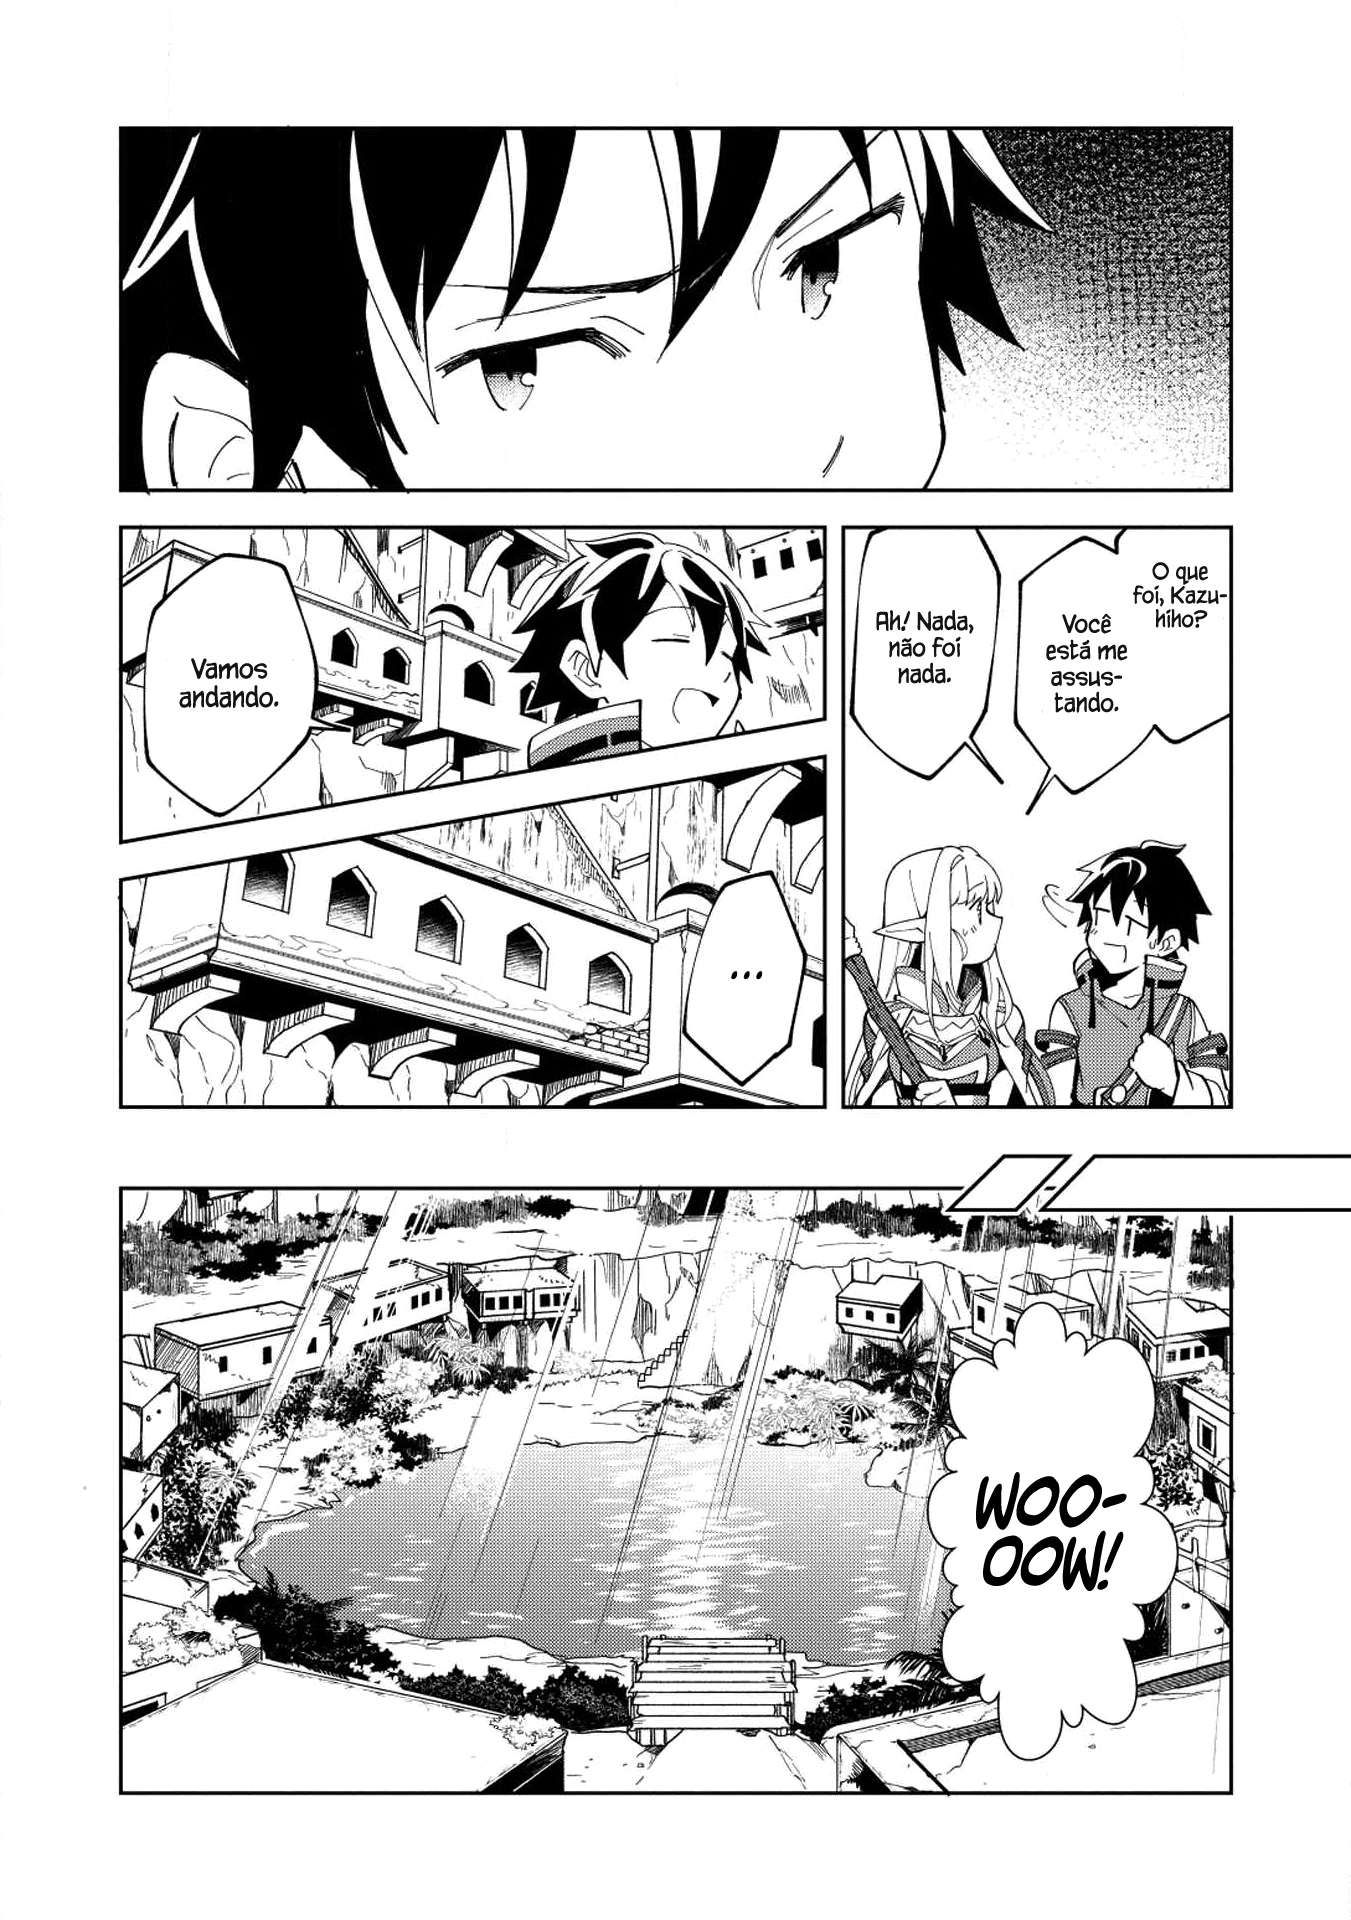 O que
foi, Kazu-
hiho?
Você
está me
assus-
tando.
Ah! Nada,
não foi
nada.
Vamos
andando.
...
WOO-
OOW!